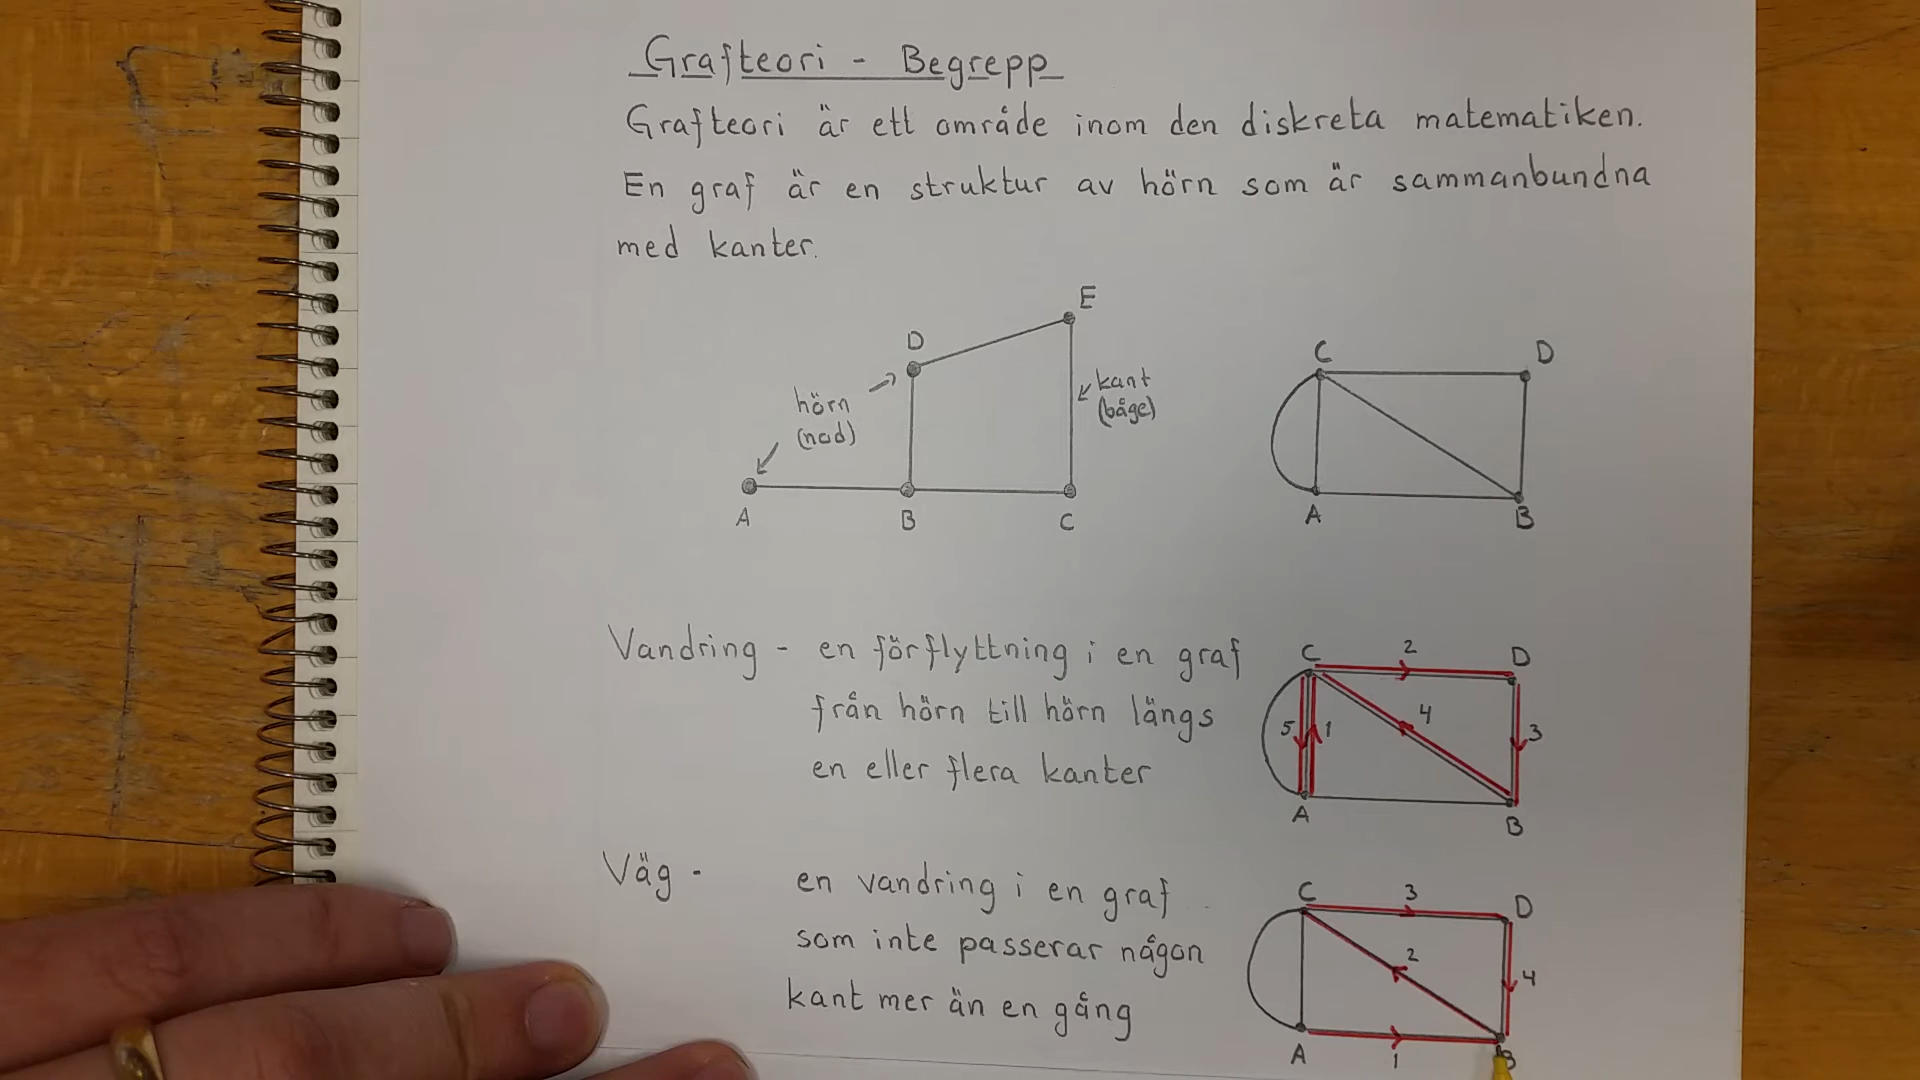 Grafteori - Begrepp
Grafteori är ett område inom den diskreta matematiken.
En graf är en struktur av hörn som är sammanbundna
med kanter.
E
D
hörn
(nod)
kant
(båge)
A
B
C
C
D
A
B
Vandring - en förflyttning i en graf
från hörn till hörn längs
en eller flera kanter
C
2
D
5
1
4
3
A
B
Väg - en vandring i en graf
som inte passerar någon
kant mer än en gång
C
3
D
2
4
A
1
B